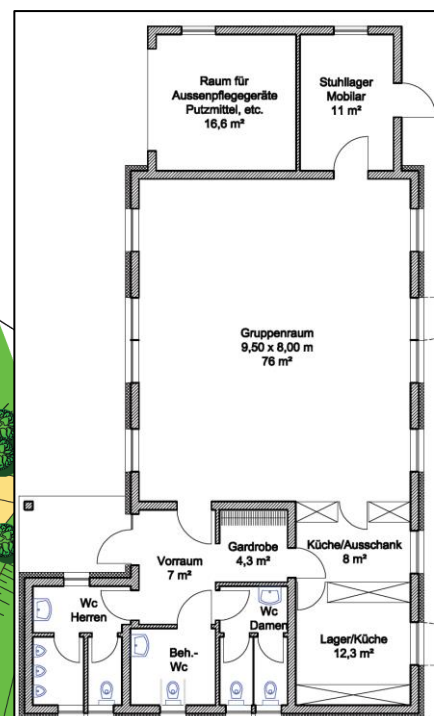 Raum für
Aussenpflegegeräte
Putzmittel, etc.
16,6 m²
Stuhllager
Mobilar
11 m²
Gruppenraum
9,50 x 8,00 m
76 m²
Vorraum
7 m²
Gardrobe
4,3 m²
Küche/Ausschank
8 m²
Wc
Herren
Beh.-
Wc
Wc
Damen
Lager/Küche
12,3 m²